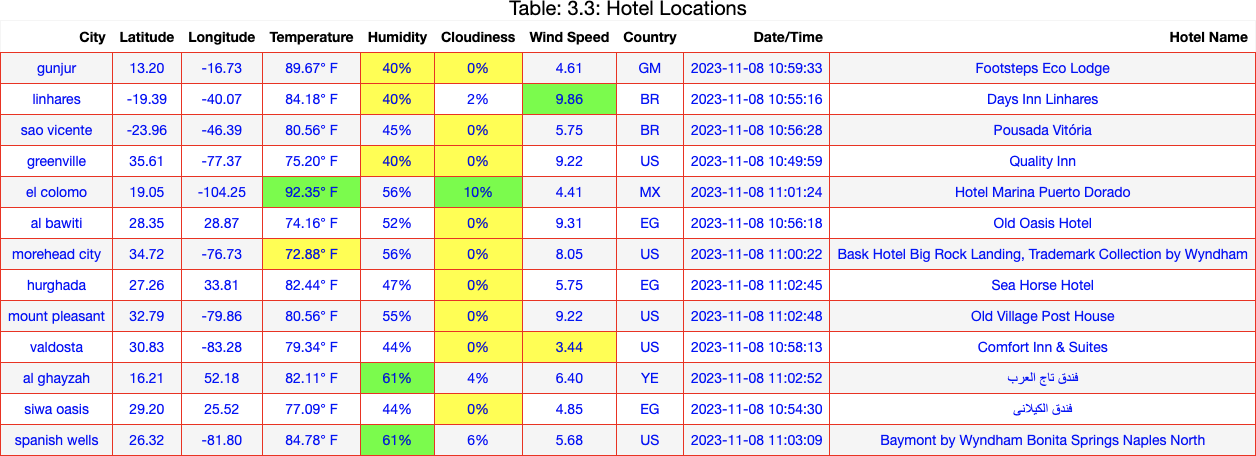 Table: 3.3: Hotel Locations
City Latitude Longitude Temperature Humidity Cloudiness Wind Speed Country Date/Time Hotel Name
gunjur 13.20 -16.73 89.67° F 40% 0% 4.61 GM 2023-11-08 10:59:33 Footsteps Eco Lodge
linhares -19.39 -40.07 84.18° F 40% 2% 9.86 BR 2023-11-08 10:55:16 Days Inn Linhares
sao vicente -23.96 -46.39 80.56° F 45% 0% 5.75 BR 2023-11-08 10:56:28 Pousada Vitória
greenville 35.61 -77.37 75.20° F 40% 0% 9.22 US 2023-11-08 10:49:59 Quality Inn
el colomo 19.05 -104.25 92.35° F 56% 10% 4.41 MX 2023-11-08 11:01:24 Hotel Marina Puerto Dorado
al bawiti 28.35 28.87 74.16° F 52% 0% 9.31 EG 2023-11-08 10:56:18 Old Oasis Hotel
morehead city 34.72 -76.73 72.88° F 56% 0% 8.05 US 2023-11-08 11:00:22 Bask Hotel Big Rock Landing, Trademark Collection by Wyndham
hurghada 27.26 33.81 82.44° F 47% 0% 5.75 EG 2023-11-08 11:02:45 Sea Horse Hotel
mount pleasant 32.79 -79.86 80.56° F 55% 0% 9.22 US 2023-11-08 11:02:48 Old Village Post House
valdosta 30.83 -83.28 79.34° F 44% 0% 3.44 US 2023-11-08 10:58:13 Comfort Inn & Suites
al ghayzah 16.21 52.18 82.11° F 61% 4% 6.40 YE 2023-11-08 11:02:52 فندق تاج العرب
siwa oasis 29.20 25.52 77.09° F 44% 0% 4.85 EG 2023-11-08 10:54:30 فندق الكيلانى
spanish wells 26.32 -81.80 84.78° F 61% 6% 5.68 US 2023-11-08 11:03:09 Baymont by Wyndham Bonita Springs Naples North